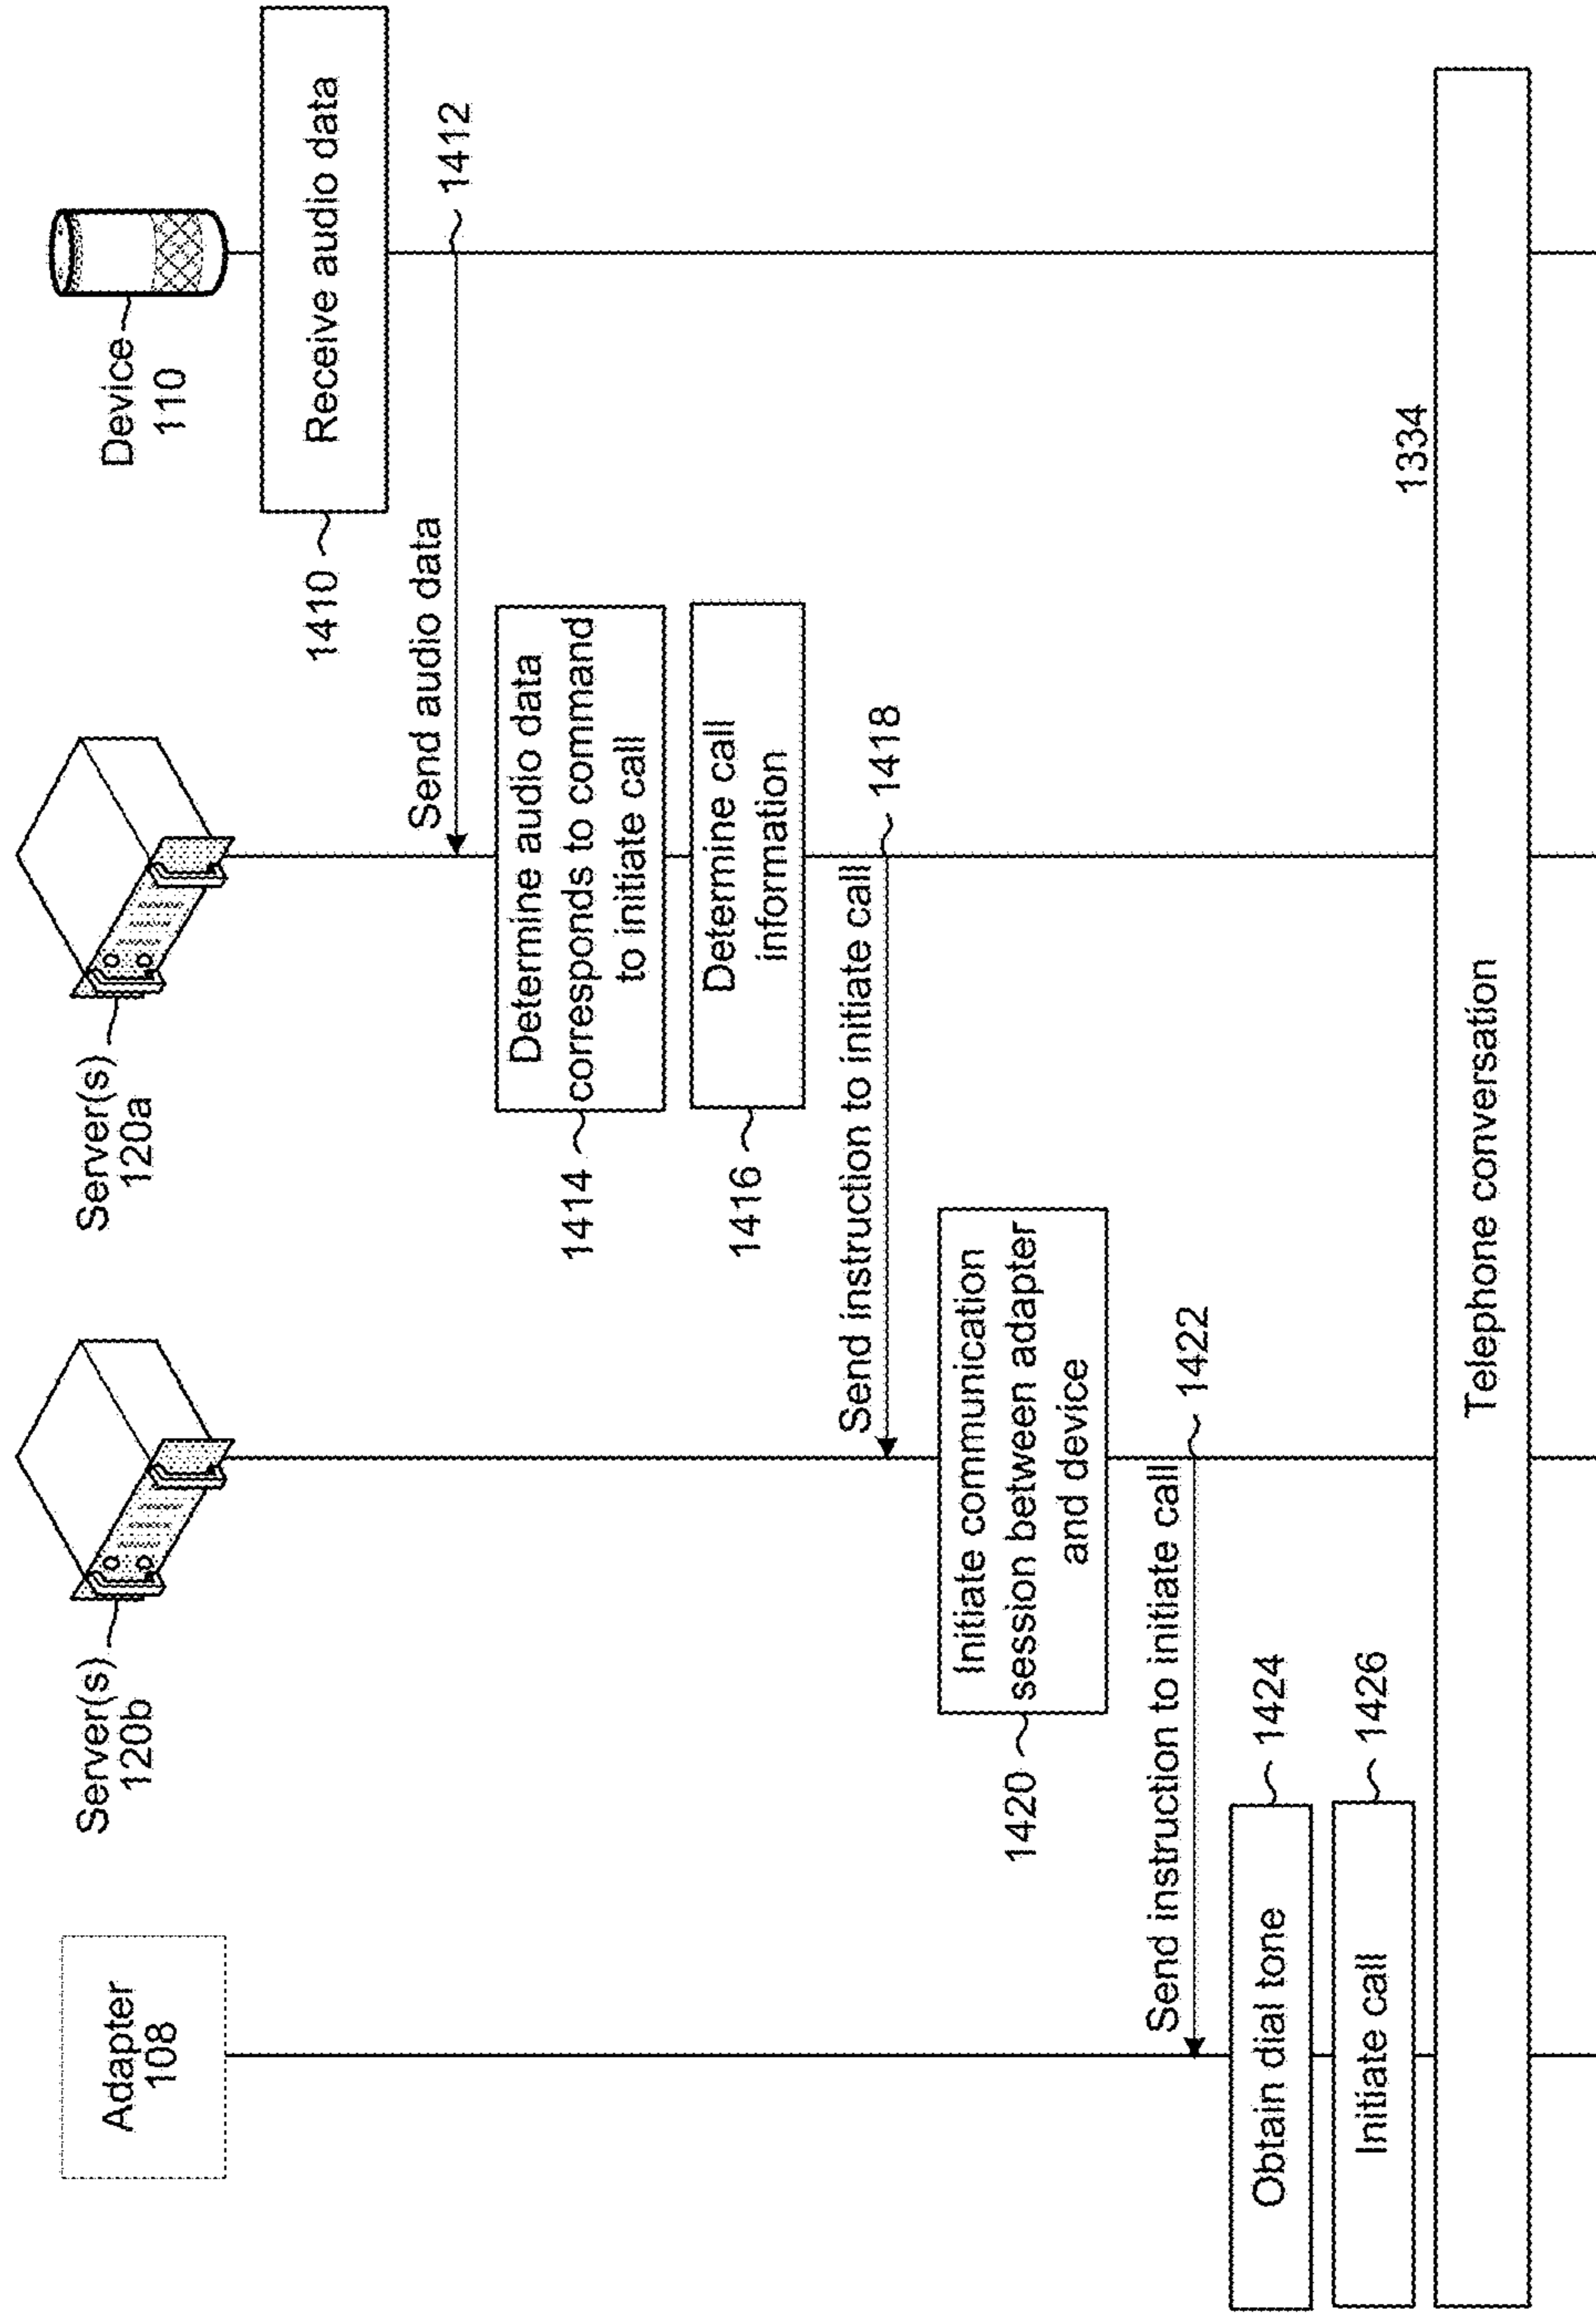 Adapter
108
Server(s)
120b
Server(s)
120a
Device
110
1410
Receive audio data
Send audio data
1412
1414
Determine audio data
corresponds to command
to initiate call
1416
Determine call
information
Send instruction to initiate call
1418
1420
Initiate communication
session between adapter
and device
Send instruction to initiate call
1422
Obtain dial tone
1424
Initiate call
1426
1334
Telephone conversation